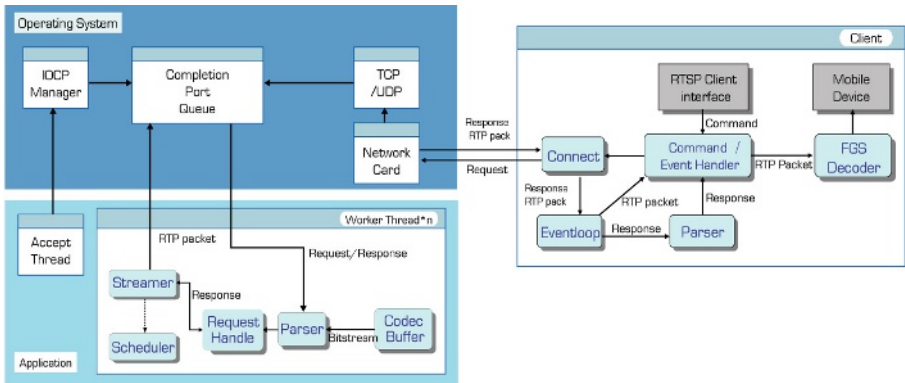 Operating System
IOCP
Manager
Completion
Port
Queue
TCP
/UDP
Network
Card
Response
RTP pack
Request
Client
RTSP Client
interface
Mobile
Device
Command
Connect
Command /
Event Handler
RTP Packet
FGS
Decoder
Response
RTP pack
RTP packet
Response
Eventloop
Response
Parser
Accept
Thread
Worker Thread*n
RTP packet
Request/Response
Streamer
Response
Request
Handle
Parser
Bitstream
Codec
Buffer
Scheduler
Application